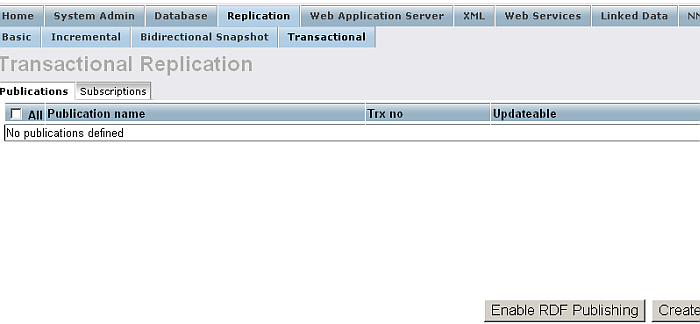 Home System Admin Database Replication Web Application Server XML Web Services Linked Data NN
Basic Incremental Bidirectional Snapshot Transactional
Transactional Replication
Publications Subscriptions
All Publication name Trx no Updateable
No publications defined
Enable RDF Publishing Create